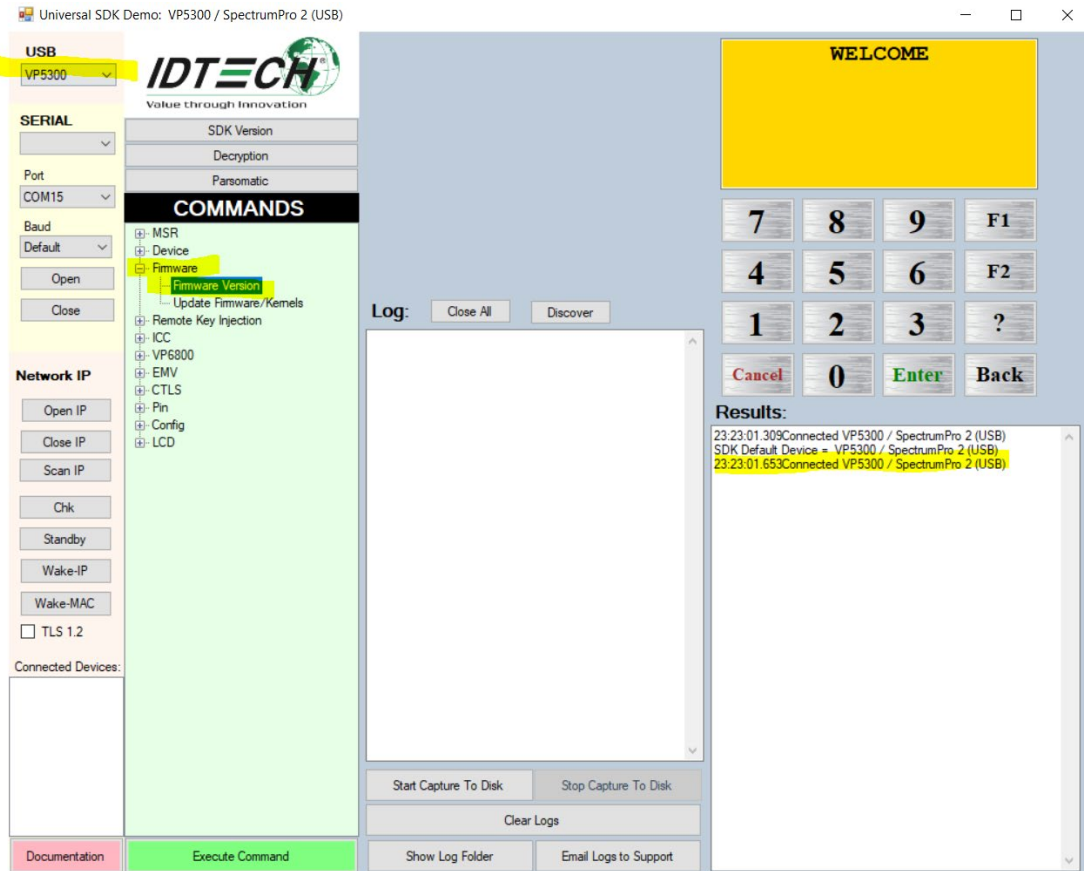 Universal SDK Demo: VP5300 / SpectrumPro 2 (USB)
USB
VP5300
SERIAL
Port
COM15
Baud
Default
Open
Close
Network IP
Open IP
Close IP
Scan IP
Chk
Standby
Wake-IP
Wake-MAC
TLS 1.2
Connected Devices:
Documentation
IDTECH
Value through Innovation
SDK Version
Decryption
Parsomatic
COMMANDS
MSR
Device
Firmware
Firmware Version
Update Firmware/Kernels
Remote Key Injection
ICC
VP6800
EMV
CTLS
Pin
Config
LCD
Execute Command
Log:
Close All
Discover
Start Capture To Disk
Stop Capture To Disk
Clear Logs
Show Log Folder
Email Logs to Support
WELCOME
7 8 9 F1
4 5 6 F2
1 2 3 ?
Cancel 0 Enter Back
Results:
23:23:01.309Connected VP5300 / SpectrumPro 2 (USB)
SDK Default Device = VP5300 / SpectrumPro 2 (USB)
23:23:01.653Connected VP5300 / SpectrumPro 2 (USB)